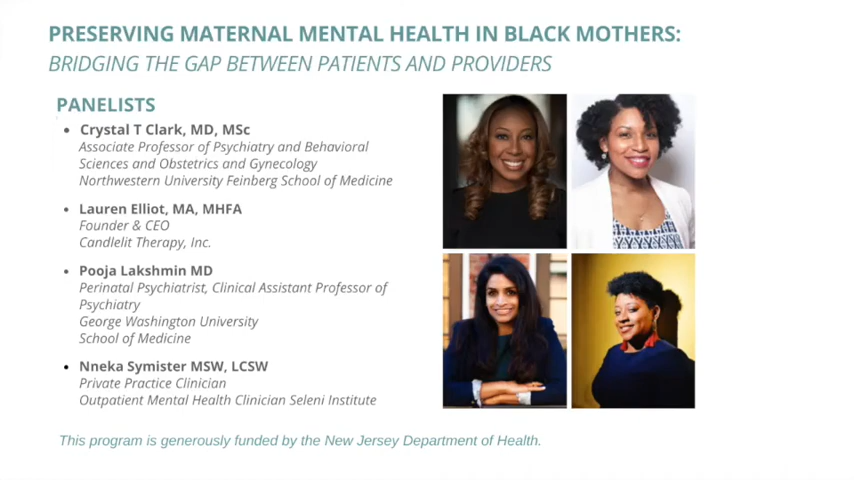 PRESERVING MATERNAL MENTAL HEALTH IN BLACK MOTHERS:
BRIDGING THE GAP BETWEEN PATIENTS AND PROVIDERS
PANELISTS
• Crystal T Clark, MD, MSc
Associate Professor of Psychiatry and Behavioral
Sciences and Obstetrics and Gynecology
Northwestern University Feinberg School of Medicine
• Lauren Elliot, MA, MHFA
Founder & CEO
Candlelit Therapy, Inc.
• Pooja Lakshmin MD
Perinatal Psychiatrist, Clinical Assistant Professor of
Psychiatry
George Washington University
School of Medicine
• Nneka Symister MSW, LCSW
Private Practice Clinician
Outpatient Mental Health Clinician Seleni Institute
This program is generously funded by the New Jersey Department of Health.